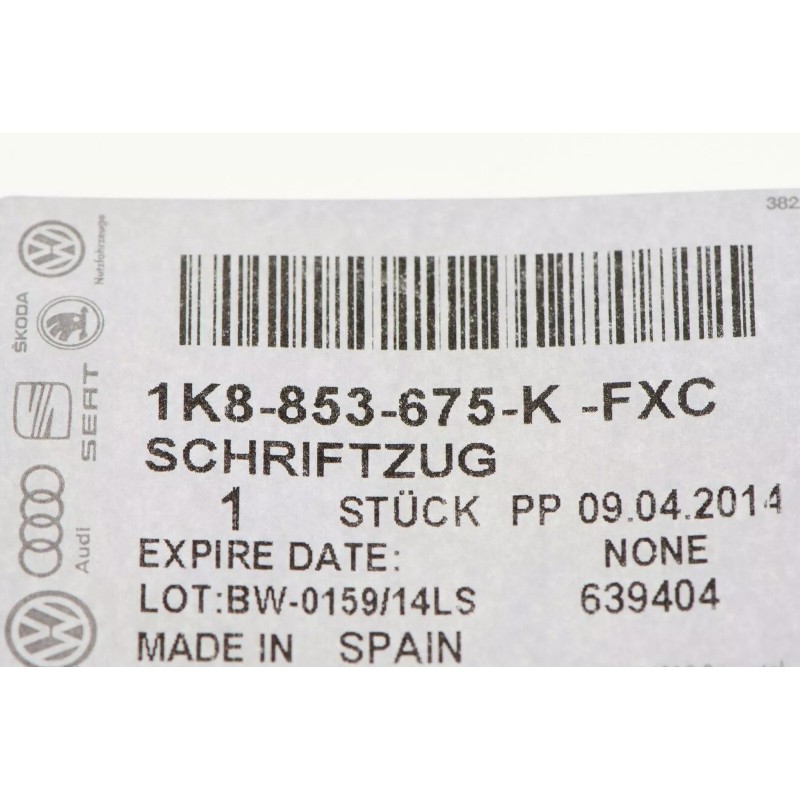 382
Nutzfahrzeuge
ŠKODA
SEAT
Audi
1K8-853-675-K -FXC
SCHRIFTZUG
1 STÜCK PP 09.04.2014
EXPIRE DATE: NONE
LOT:BW-0159/14LS 639404
MADE IN SPAIN